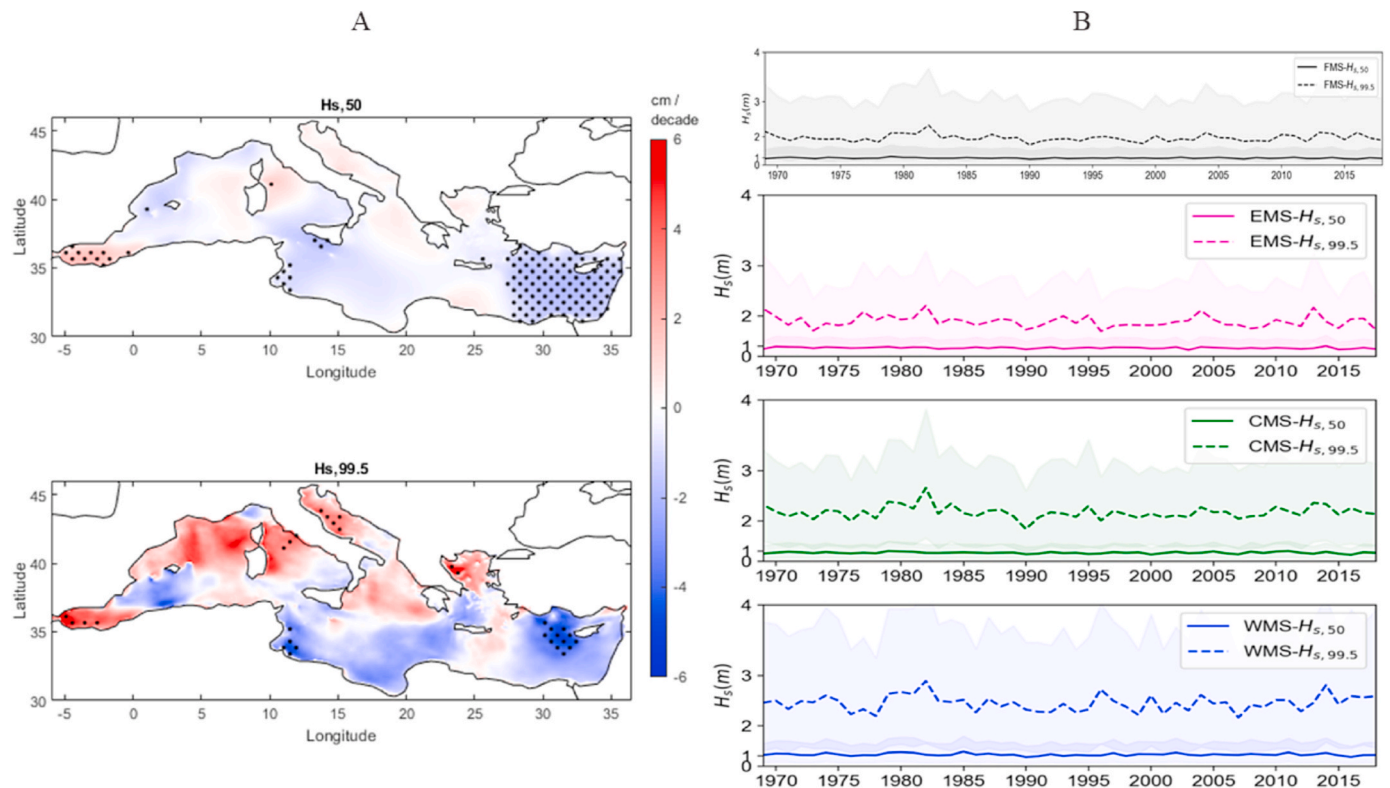 A
Hs,50
cm /
decade
45
40
35
30
Latitude
-5 0 5 10 15 20 25 30 35
Longitude
6
4
2
0
-2
-4
-6
Hs,99.5
45
40
35
30
Latitude
-5 0 5 10 15 20 25 30 35
Longitude
B
4
3
2
1
0
Hs(m)
FMS-Hs,50
FMS-Hs,99.5
1970 1975 1980 1985 1990 1995 2000 2005 2010 2015
4
3
2
1
0
Hs(m)
EMS-Hs,50
EMS-Hs,99.5
1970 1975 1980 1985 1990 1995 2000 2005 2010 2015
4
3
2
1
0
Hs(m)
CMS-Hs,50
CMS-Hs,99.5
1970 1975 1980 1985 1990 1995 2000 2005 2010 2015
4
3
2
1
0
Hs(m)
WMS-Hs,50
WMS-Hs,99.5
1970 1975 1980 1985 1990 1995 2000 2005 2010 2015